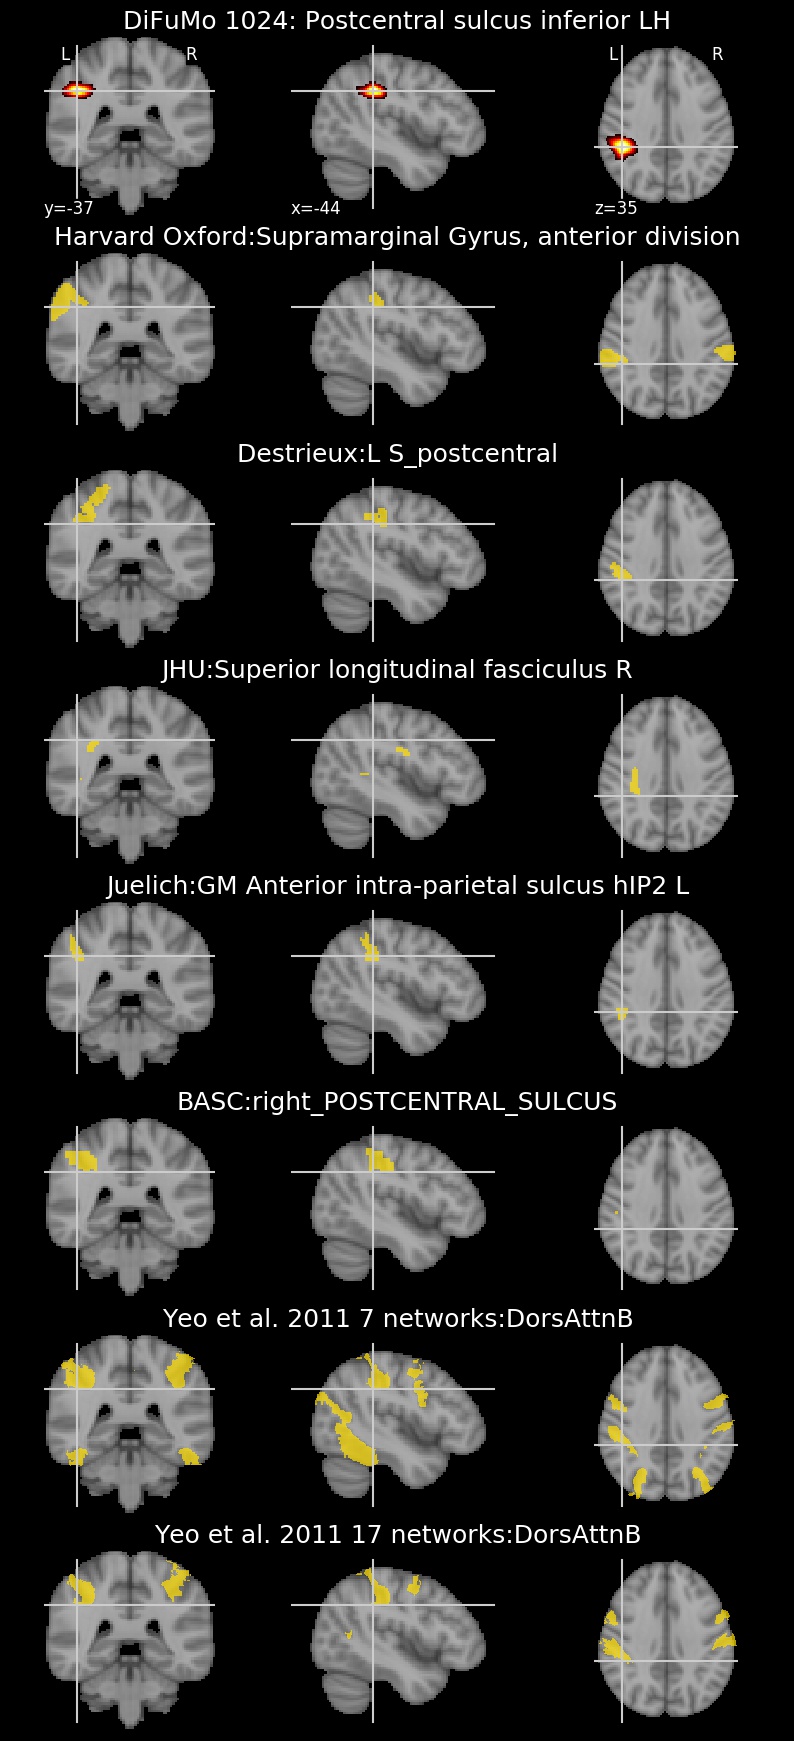 DiFuMo 1024: Postcentral sulcus inferior LH
L R L R
y=-37 x=-44 z=35
Harvard Oxford:Supramarginal Gyrus, anterior division
Destrieux:L S_postcentral
JHU:Superior longitudinal fasciculus R
Juelich:GM Anterior intra-parietal sulcus hIP2 L
BASC:right_POSTCENTRAL_SULCUS
Yeo et al. 2011 7 networks:DorsAttnB
Yeo et al. 2011 17 networks:DorsAttnB